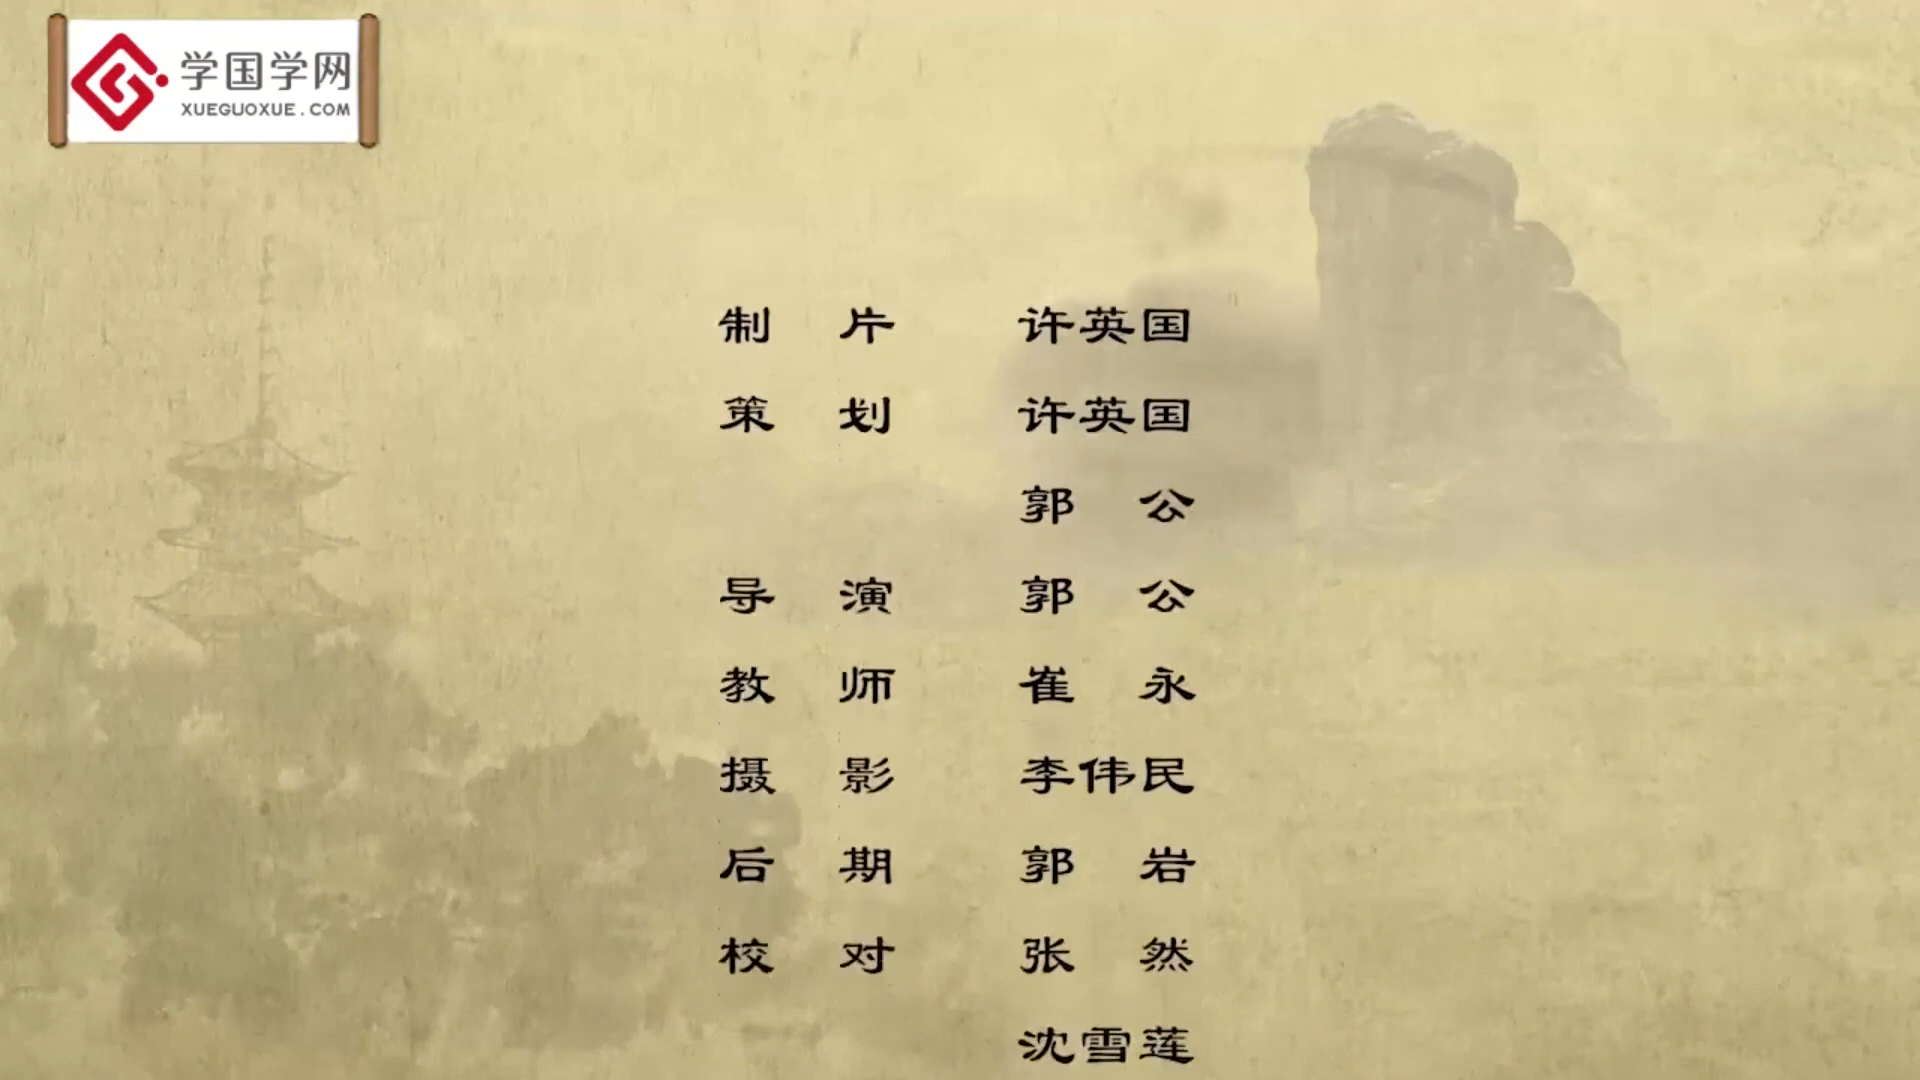 学国学网
XUEGUOXUE.COM
制 片 许英国
策 划 许英国
郭 公
导 演 郭 公
教 师 崔 永
摄 影 李伟民
后 期 郭 岩
校 对 张 然
沈雪莲